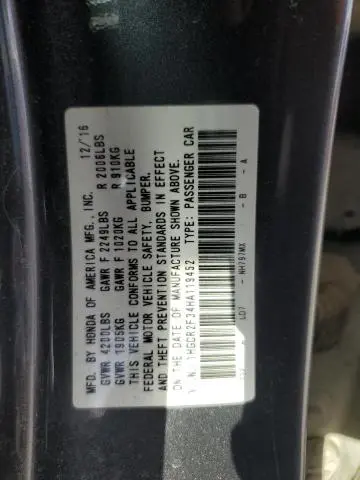 MFD. BY HONDA OF AMERICA MFG., INC. 12/16
GVWR 4200LBS GAWR F 2249LBS R 2006LBS
GVWR 1905KG GAWR F 1020KG R 910KG
THIS VEHICLE CONFORMS TO ALL APPLICABLE
FEDERAL MOTOR VEHICLE SAFETY, BUMPER,
AND THEFT PREVENTION STANDARDS IN EFFECT
ON THE DATE OF MANUFACTURE SHOWN ABOVE.
V.I.N. 1HGCR2F34HA119452 TYPE: PASSENGER CAR
L07 - NH797MX - B - A